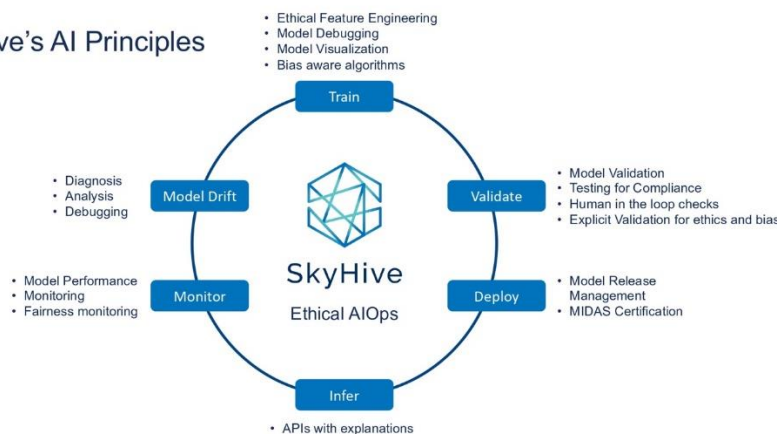 ve's AI Principles
• Ethical Feature Engineering
• Model Debugging
• Model Visualization
• Bias aware algorithms
Train
• Diagnosis
• Analysis
• Debugging
Model Drift
Validate
• Model Validation
• Testing for Compliance
• Human in the loop checks
• Explicit Validation for ethics and bias
• Model Performance
• Monitoring
• Fairness monitoring
Monitor
SkyHive
Ethical AIOps
Deploy
• Model Release
Management
• MIDAS Certification
Infer
• APIs with explanations